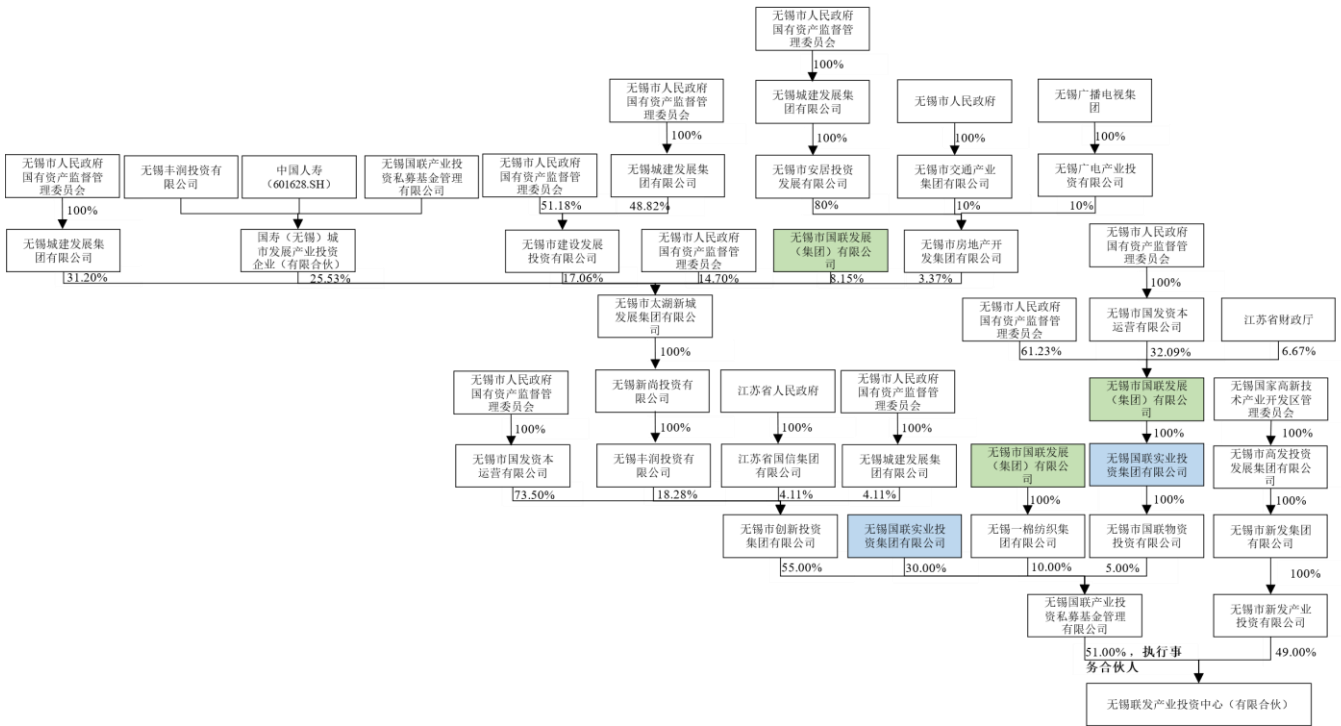 无锡市人民政府
国有资产监督管
理委员会
100%
无锡市人民政府
国有资产监督管
理委员会
无锡城建发展集
团有限公司
无锡市人民政府
无锡广播电视集
团
100%
100%
100%
100%
无锡市人民政府
国有资产监督管
理委员会
无锡丰润投资有
限公司
中国人寿
（601628.SH）
无锡国联产业投
资私募基金管理
有限公司
无锡市人民政府
国有资产监督管
理委员会
无锡城建发展集
团有限公司
无锡市安居投资
发展有限公司
无锡市交通产业
集团有限公司
无锡广电产业投
资有限公司
100%
51.18%
48.82%
80%
10%
10%
无锡城建发展集
团有限公司
国寿（无锡）城
市发展产业投资
企业（有限合伙）
无锡市建设发展
投资有限公司
无锡市人民政府
国有资产监督管
理委员会
无锡市国联发展
（集团）有限公
司
无锡市房地产开
发集团有限公司
无锡市人民政府
国有资产监督管
理委员会
31.20%
25.53%
17.06%
14.70%
8.15%
3.37%
100%
无锡市太湖新城
发展集团有限公
司
无锡市人民政府
国有资产监督管
理委员会
无锡市国发资本
运营有限公司
江苏省财政厅
100%
61.23%
32.09%
6.67%
无锡市人民政府
国有资产监督管
理委员会
无锡新尚投资有
限公司
江苏省人民政府
无锡市人民政府
国有资产监督管
理委员会
无锡市国联发展
（集团）有限公
司
无锡国家高新技
术产业开发区管
理委员会
100%
100%
100%
100%
100%
100%
无锡市国发资本
运营有限公司
无锡丰润投资有
限公司
江苏省国信集团
有限公司
无锡城建发展集
团有限公司
无锡市国联发展
（集团）有限公
司
无锡国联实业投
资集团有限公司
无锡市高发投资
发展集团有限公
司
73.50%
18.28%
4.11%
4.11%
100%
100%
100%
无锡市创新投资
集团有限公司
无锡国联实业投
资集团有限公司
无锡一棉纺织集
团有限公司
无锡市国联物资
投资有限公司
无锡市新发集团
有限公司
55.00%
30.00%
10.00%
5.00%
100%
无锡国联产业投
资私募基金管理
有限公司
无锡市新发产业
投资有限公司
51.00%，执行事
务合伙人
49.00%
无锡联发产业投资中心（有限合伙）